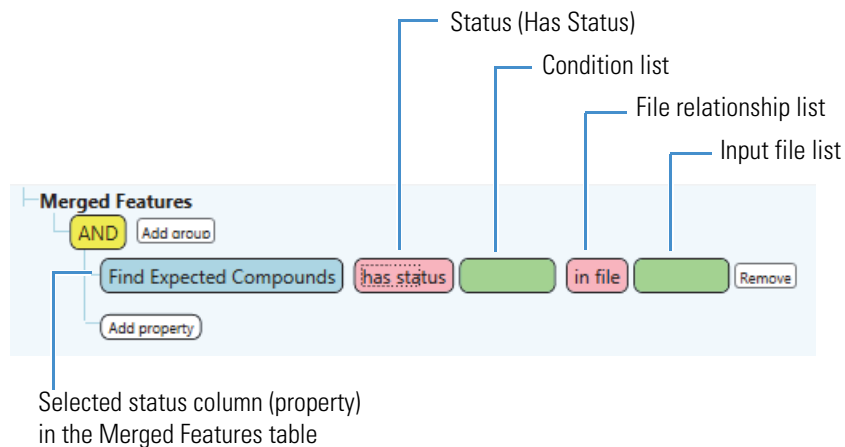 Status (Has Status)
Condition list
File relationship list
Input file list
Merged Features
AND Add group
Find Expected Compounds has status in file Remove
Add property
Selected status column (property)
in the Merged Features table